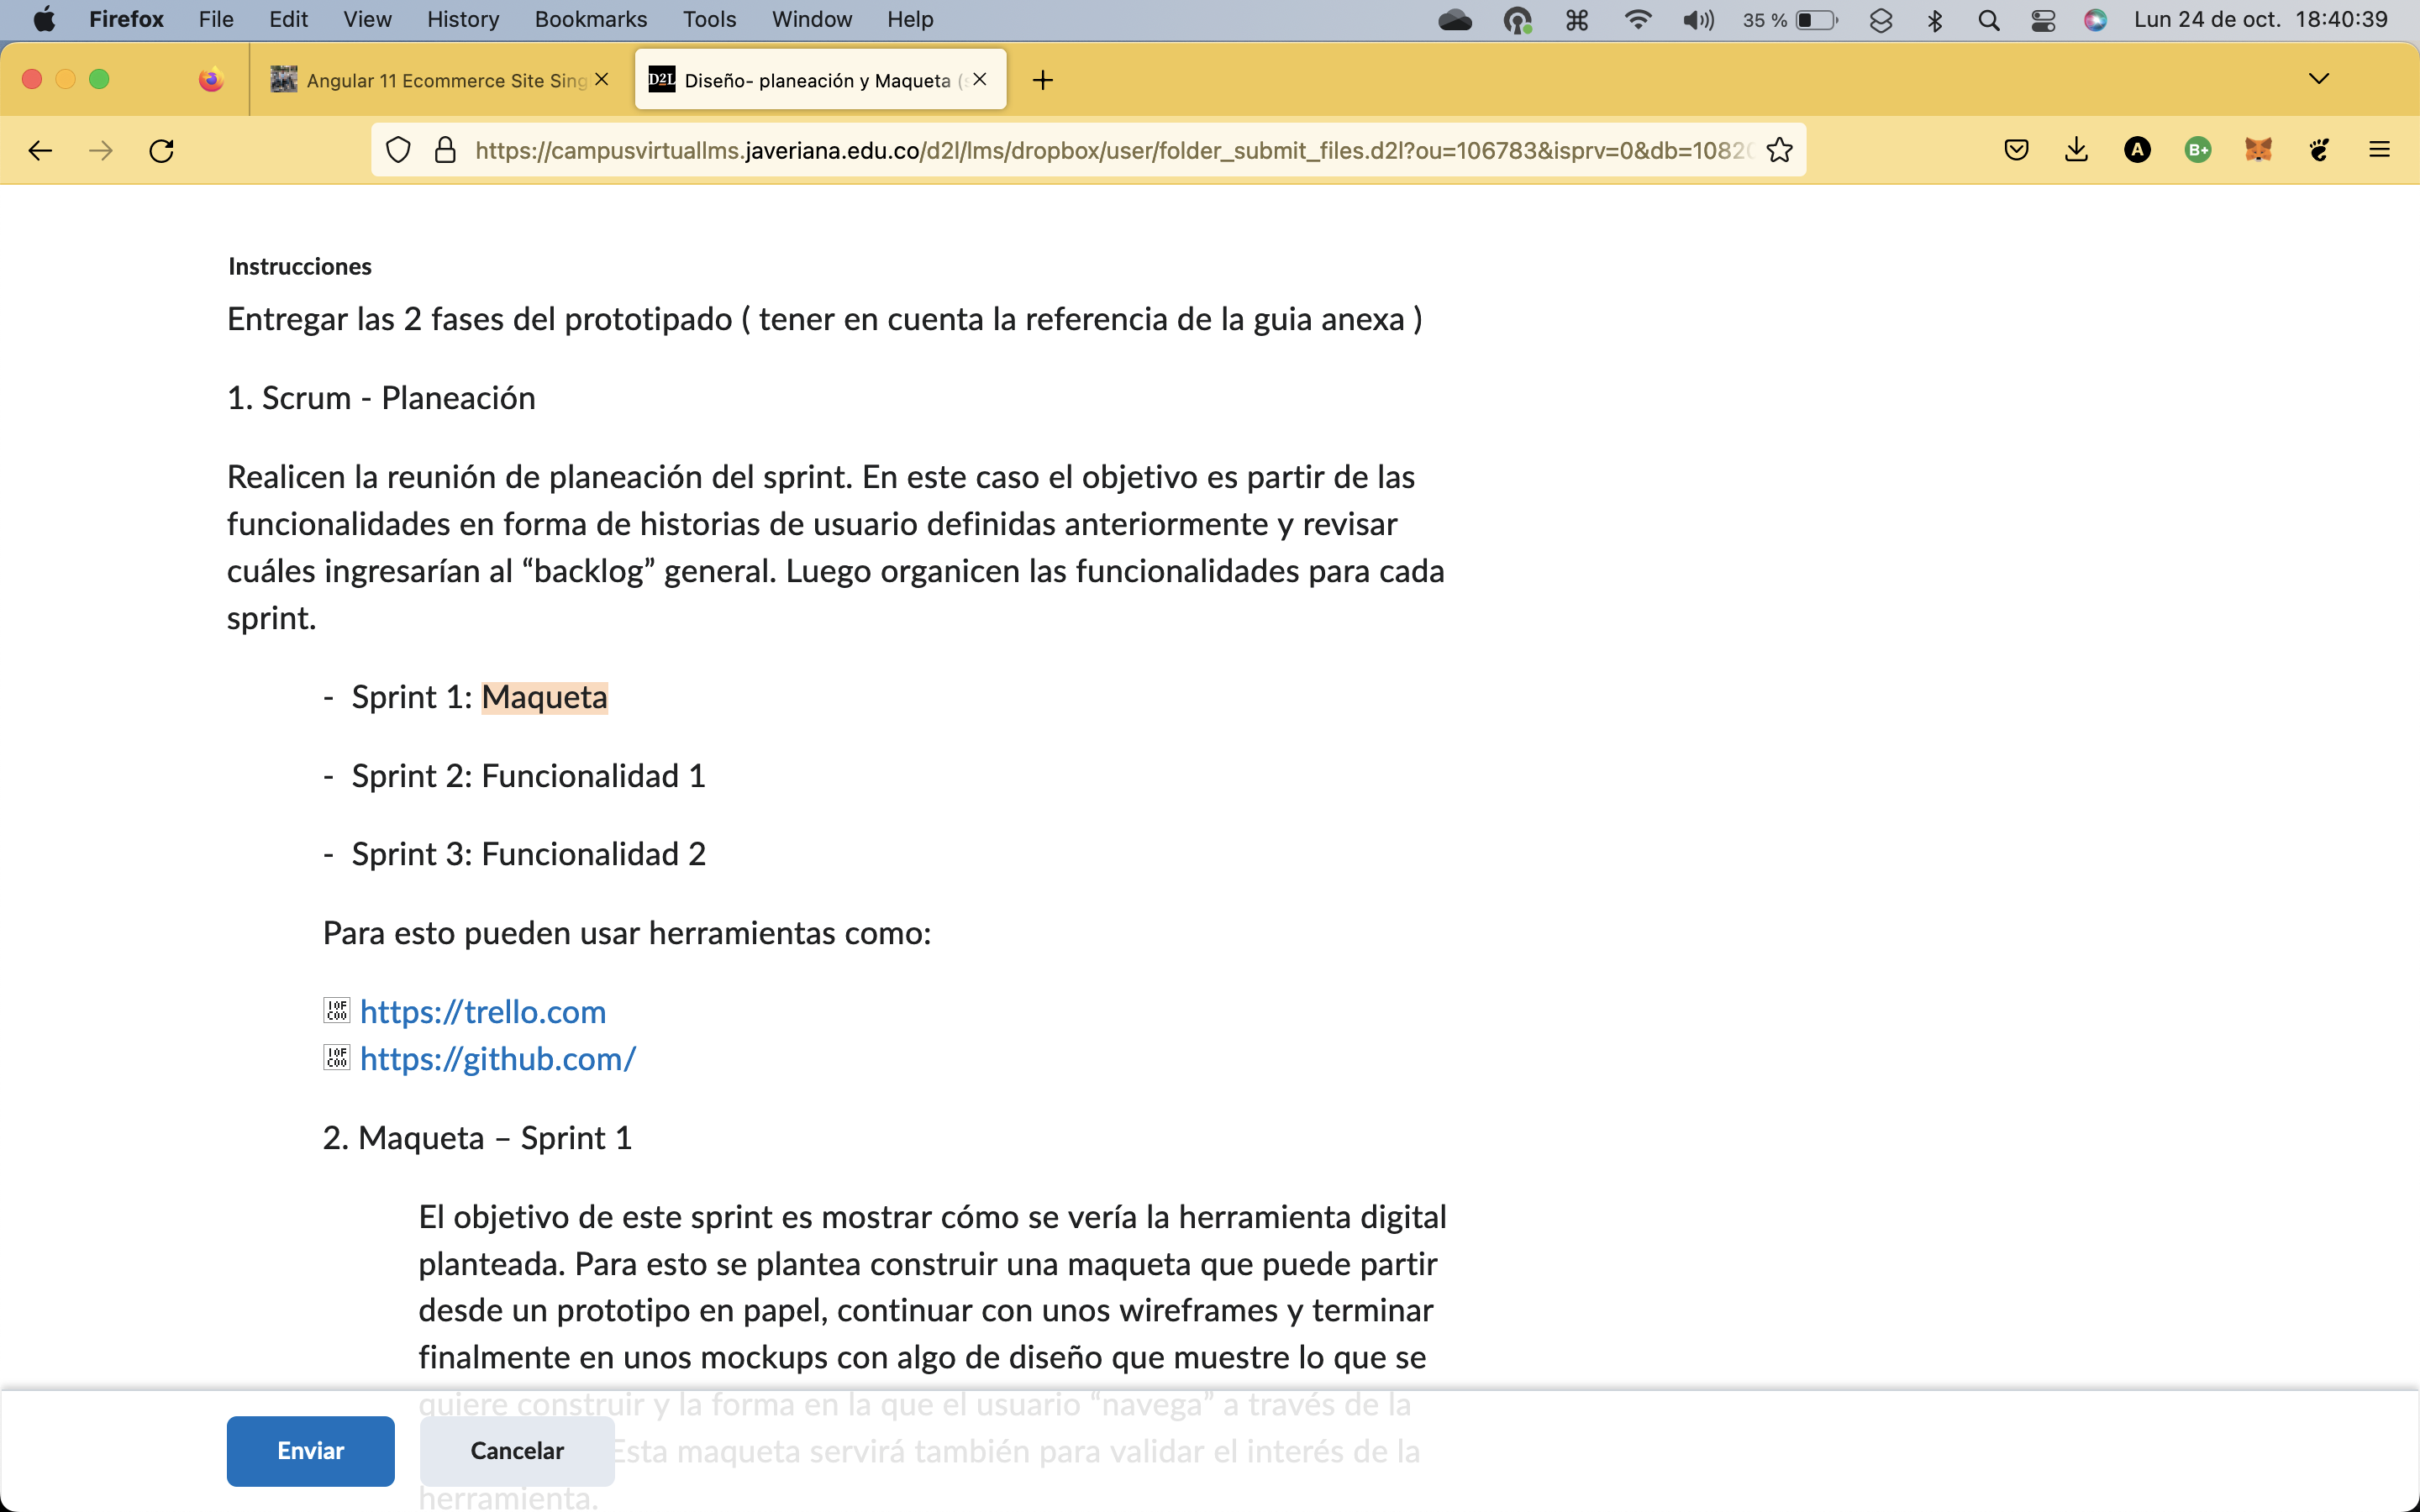 Firefox File Edit View History Bookmarks Tools Window Help 35 % Lun 24 de oct. 18:40:39
Angular 11 Ecommerce Site Sing D2L Diseño- planeación y Maqueta (s
https://campusvirtuallms.javeriana.edu.co/d2l/lms/dropbox/user/folder_submit_files.d2l?ou=106783&isprv=0&db=1082 A B+
Instrucciones
Entregar las 2 fases del prototipado ( tener en cuenta la referencia de la guia anexa )
1. Scrum - Planeación
Realicen la reunión de planeación del sprint. En este caso el objetivo es partir de las
funcionalidades en forma de historias de usuario definidas anteriormente y revisar
cuáles ingresarían al “backlog” general. Luego organicen las funcionalidades para cada
sprint.
- Sprint 1: Maqueta
- Sprint 2: Funcionalidad 1
- Sprint 3: Funcionalidad 2
Para esto pueden usar herramientas como:
https://trello.com
https://github.com/
2. Maqueta – Sprint 1
El objetivo de este sprint es mostrar cómo se vería la herramienta digital
planteada. Para esto se plantea construir una maqueta que puede partir
desde un prototipo en papel, continuar con unos wireframes y terminar
finalmente en unos mockups con algo de diseño que muestre lo que se
quiere construir y la forma en la que el usuario “navega” a través de la
Esta maqueta servirá también para validar el interés de la
herramienta.
Enviar Cancelar